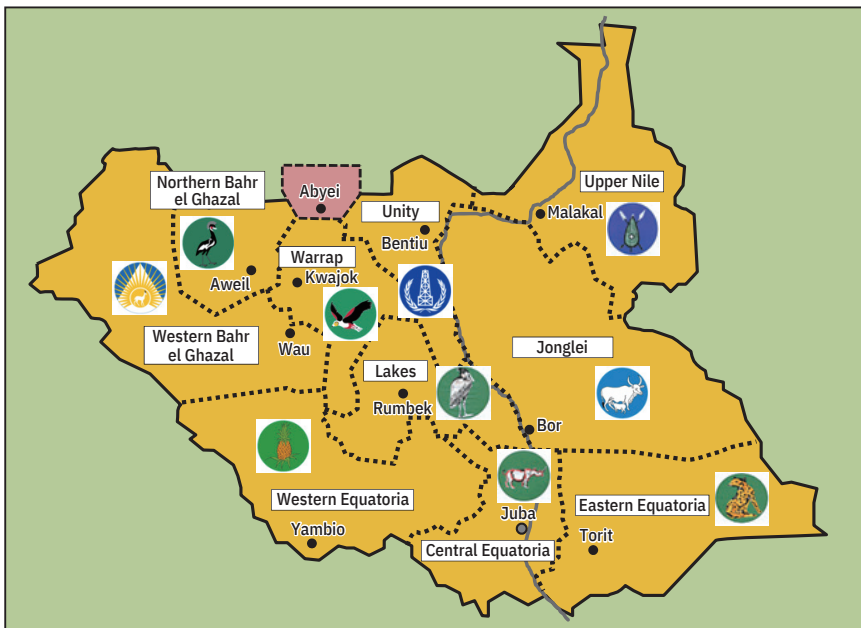 Northern Bahr
el Ghazal
Abyei
Upper Nile
Unity
Malakal
Bentiu
Warrap
Kwajok
Aweil
Western Bahr
el Ghazal
Wau
Jonglei
Lakes
Rumbek
Bor
Western Equatoria
Eastern Equatoria
Juba
Yambio
Central Equatoria
Torit